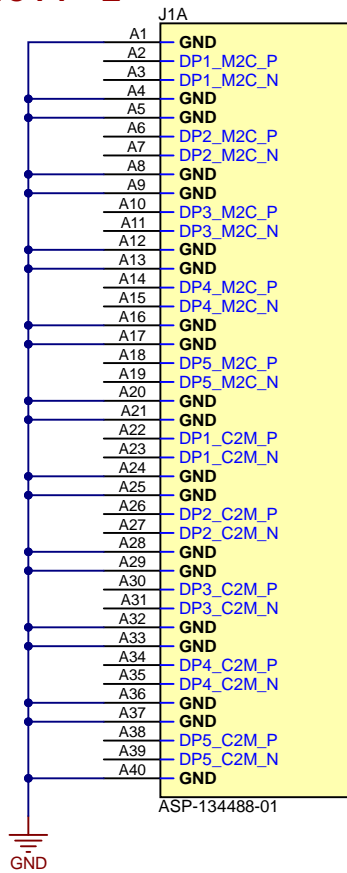 J1A
A1 GND
A2 DP1_M2C_P
A3 DP1_M2C_N
A4 GND
A5 GND
A6 DP2_M2C_P
A7 DP2_M2C_N
A8 GND
A9 GND
A10 DP3_M2C_P
A11 DP3_M2C_N
A12 GND
A13 GND
A14 DP4_M2C_P
A15 DP4_M2C_N
A16 GND
A17 GND
A18 DP5_M2C_P
A19 DP5_M2C_N
A20 GND
A21 GND
A22 DP1_C2M_P
A23 DP1_C2M_N
A24 GND
A25 GND
A26 DP2_C2M_P
A27 DP2_C2M_N
A28 GND
A29 GND
A30 DP3_C2M_P
A31 DP3_C2M_N
A32 GND
A33 GND
A34 DP4_C2M_P
A35 DP4_C2M_N
A36 GND
A37 GND
A38 DP5_C2M_P
A39 DP5_C2M_N
A40 GND
ASP-134488-01
GND